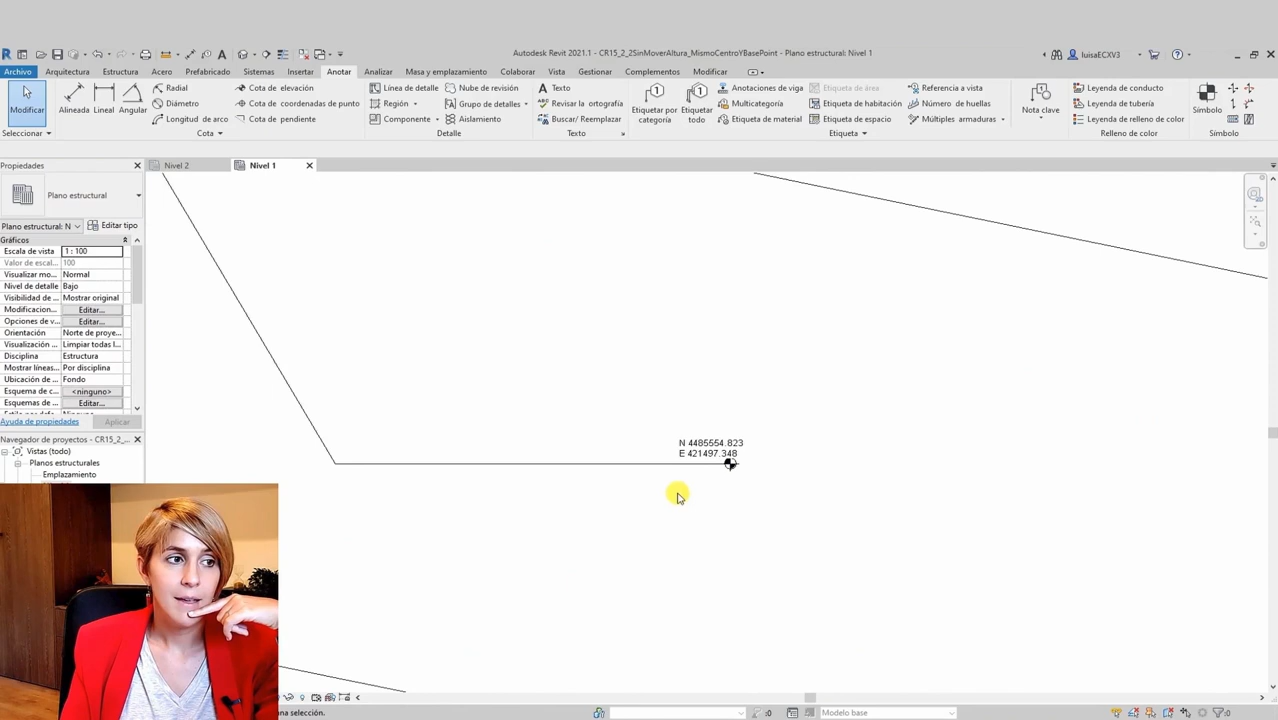 Autodesk Revit 2021.1 - CR15_2_2SinMoverAltura_MismoCentroYBasePoint - Plano estructural: Nivel 1
luisaECXV3
Archivo Arquitectura Estructura Acero Prefabricado Sistemas Insertar Anotar Analizar Masa y emplazamiento Colaborar Vista Gestionar Complementos Modificar
Modificar
Seleccionar
Alineada Lineal Angular
Radial
Diámetro
Longitud de arco
Cota de elevación
Cota de coordenadas de punto
Cota de pendiente
Cota
Línea de detalle
Región
Componente
Nube de revisión
Grupo de detalles
Aislamiento
Detalle
Texto
Revisar la ortografía
Buscar/ Reemplazar
Texto
Etiquetar por categoría
Etiquetar todo
Anotaciones de viga
Multicategoría
Etiqueta de material
Etiqueta de área
Etiqueta de habitación
Etiqueta de espacio
Referencia a vista
Número de huellas
Múltiples armaduras
Etiqueta
Nota clave
Leyenda de conducto
Leyenda de tubería
Leyenda de relleno de color
Relleno de color
Símbolo
Símbolo
Propiedades
Nivel 2
Nivel 1
Plano estructural
Plano estructural: N
Editar tipo
Gráficos
Escala de vista 1 : 100
Valor de escal... 100
Visualizar mo... Normal
Nivel de detalle Bajo
Visibilidad de ... Mostrar original
Modificacion... Editar...
Opciones de v... Editar...
Orientación Norte de proye...
Visualización ... Limpiar todas l...
Disciplina Estructura
Mostrar líneas... Por disciplina
Ubicación de ... Fondo
Esquema de c... <ninguno>
Esquemas de ... Editar...
Ayuda de propiedades
Aplicar
Navegador de proyectos - CR15_2_...
Vistas (todo)
Planos estructurales
Emplazamiento
N 4485554.823
E 421497.348
na selección.
:0
Modelo base
:0